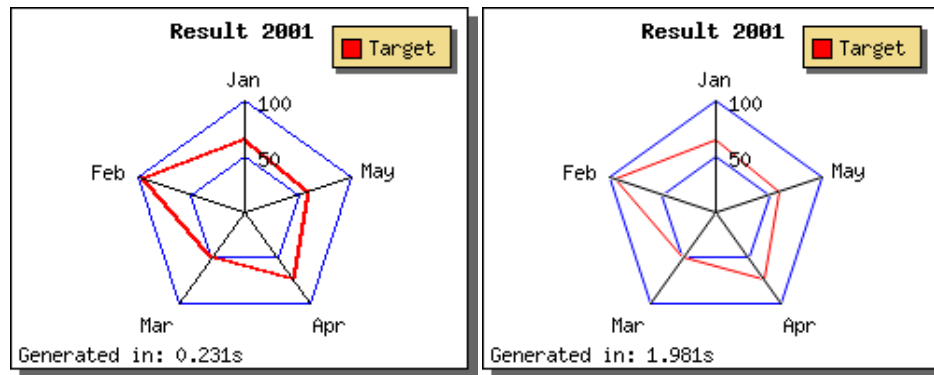 Result 2001
Target
Jan
100
50
Feb
May
Mar
Apr
Generated in: 0.231s
Result 2001
Target
Jan
100
50
Feb
May
Mar
Apr
Generated in: 1.981s